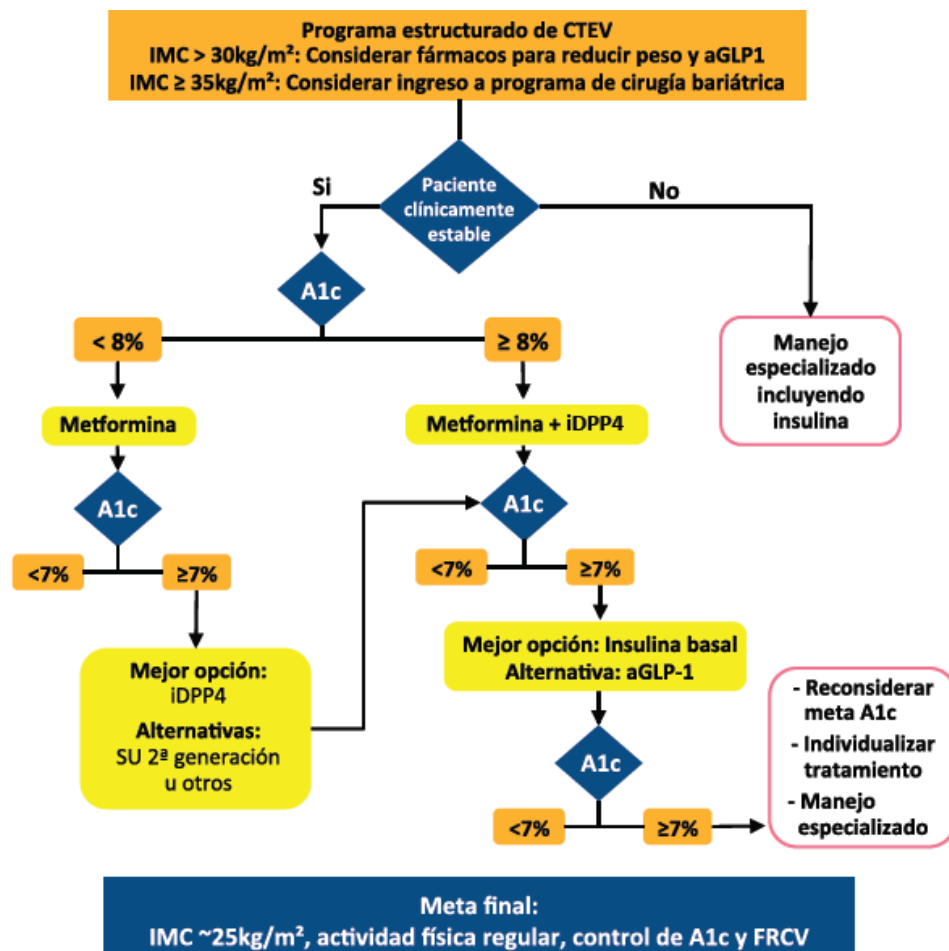 Programa estructurado de CTEV
IMC > 30kg/m²: Considerar fármacos para reducir peso y aGLP1
IMC ≥ 35kg/m²: Considerar ingreso a programa de cirugía bariátrica
Si
Paciente
clínicamente
estable
No
A1c
< 8%
≥ 8%
Manejo
especializado
incluyendo
insulina
Metformina
Metformina + iDPP4
A1c
A1c
<7%
≥7%
<7%
≥7%
Mejor opción:
iDPP4
Alternativas:
SU 2ª generación
u otros
Mejor opción: Insulina basal
Alternativa: aGLP-1
A1c
<7%
≥7%
- Reconsiderar
meta A1c
- Individualizar
tratamiento
- Manejo
especializado
Meta final:
IMC ~25kg/m², actividad física regular, control de A1c y FRCV